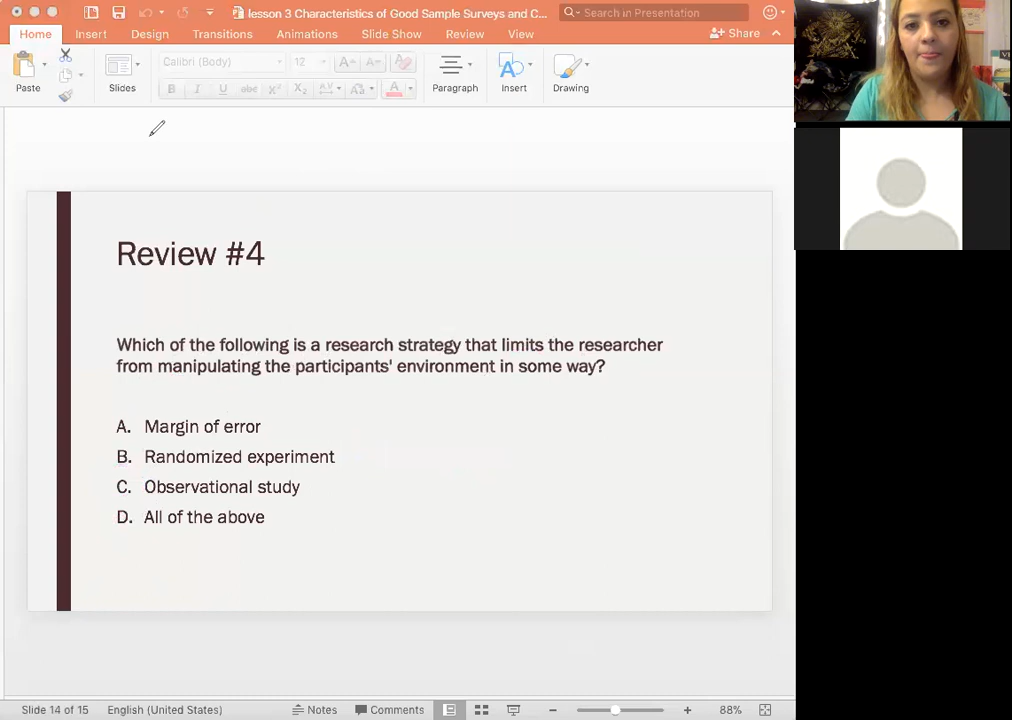 lesson 3 Characteristics of Good Sample Surveys and C...
Search in Presentation
Home Insert Design Transitions Animations Slide Show Review View Share
Calibri (Body) 12
Paste Slides Paragraph Insert Drawing
Review #4
Which of the following is a research strategy that limits the researcher
from manipulating the participants' environment in some way?
A. Margin of error
B. Randomized experiment
C. Observational study
D. All of the above
Slide 14 of 15 English (United States) Notes Comments 88%